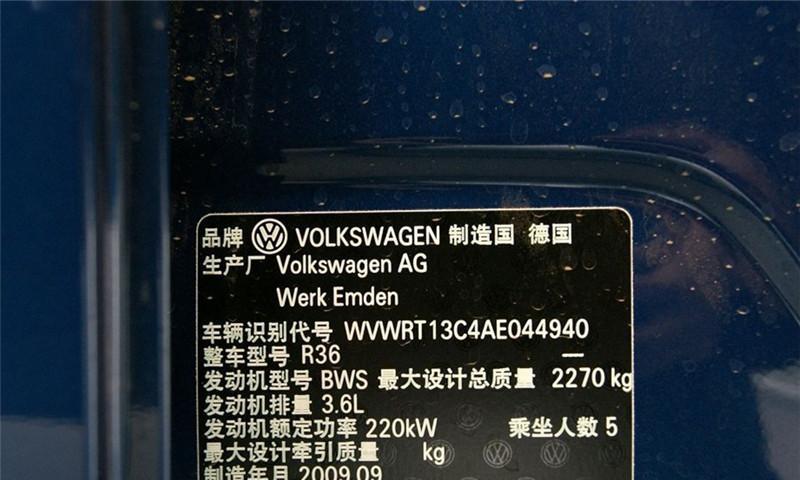 品牌 VOLKSWAGEN 制造国 德国
生产厂 Volkswagen AG
Werk Emden
车辆识别代号 WVWRT13C4AE044940
整车型号 R36 —
发动机型号 BWS 最大设计总质量 2270 kg
发动机排量 3.6L
发动机额定功率 220kW 乘坐人数 5
最大设计牵引质量 kg
制造年月 2009.09